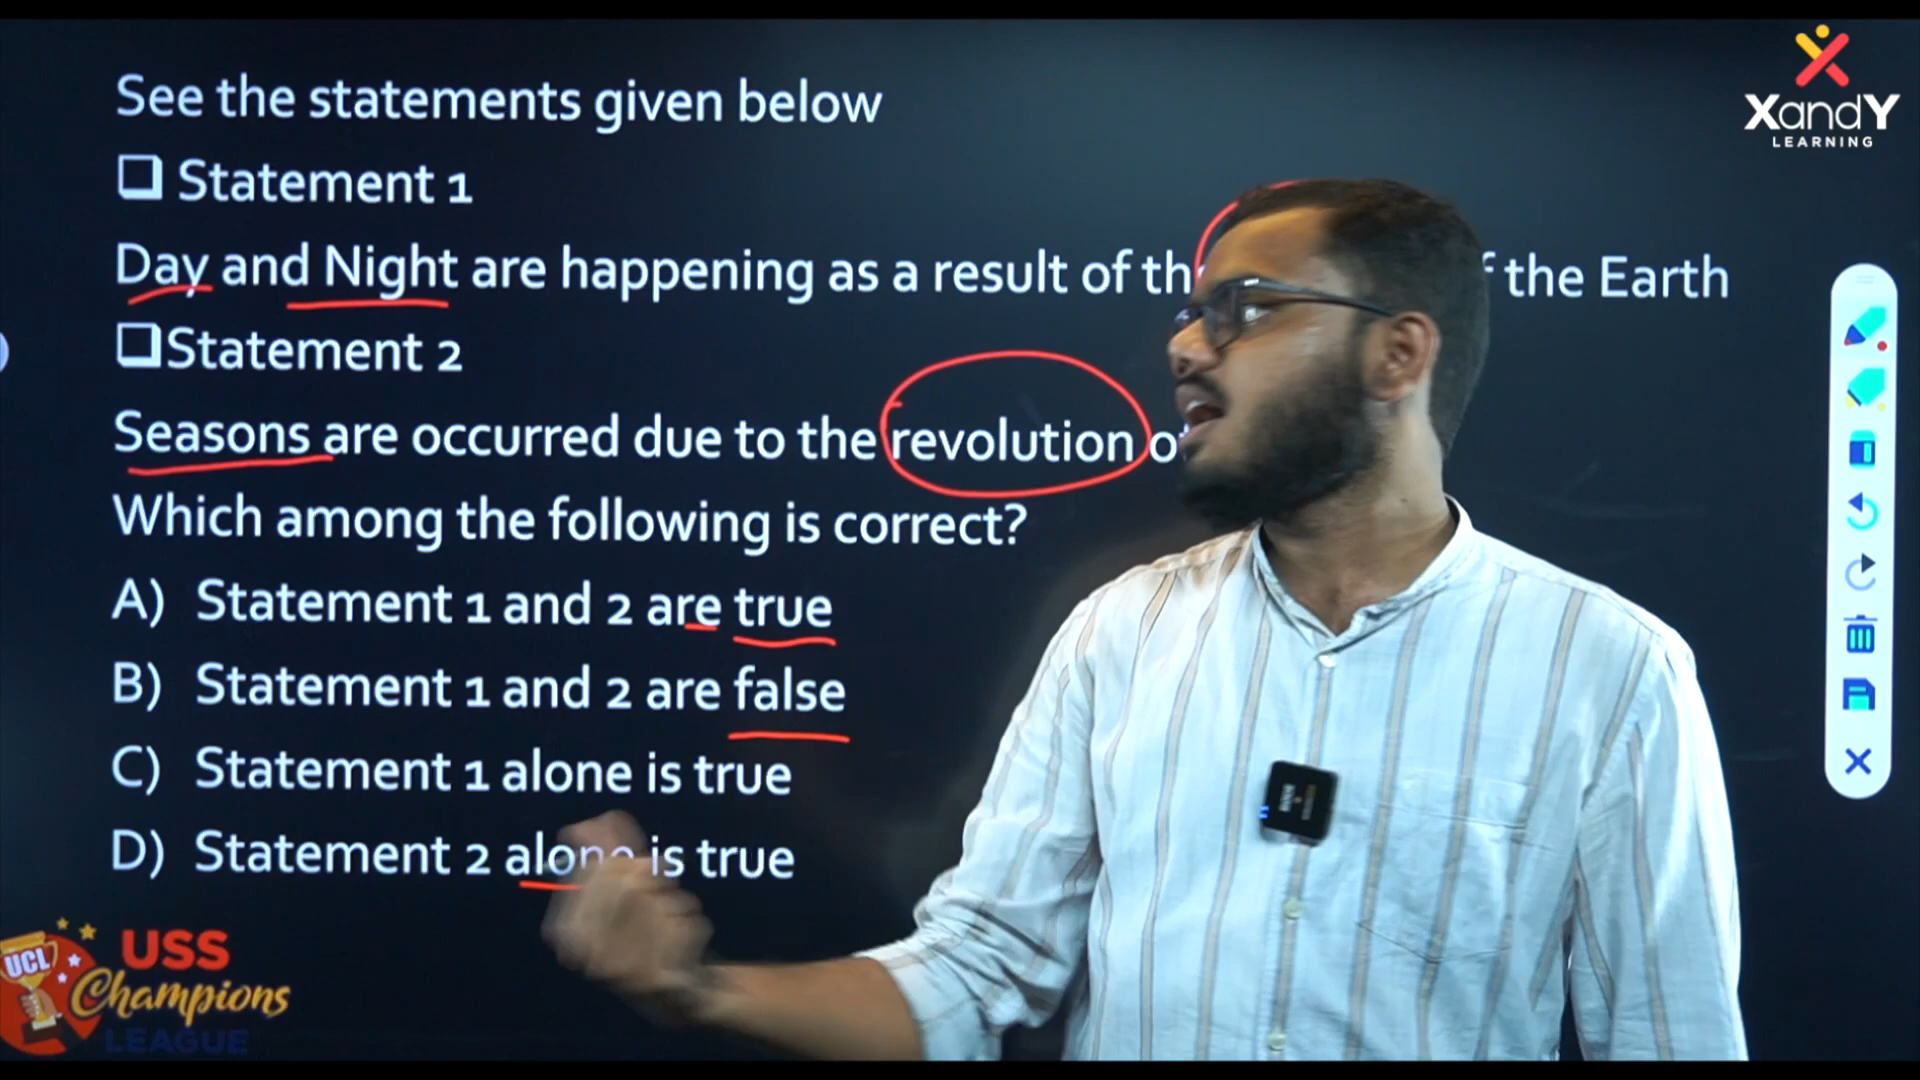 See the statements given below
Statement 1
Day and Night are happening as a result of the Earth
Statement 2
Seasons are occurred due to the revolution
Which among the following is correct?
A) Statement 1 and 2 are true
B) Statement 1 and 2 are false
C) Statement 1 alone is true
D) Statement 2 alone is true
XandY
LEARNING
UCL
USS
Champions
LEAGUE